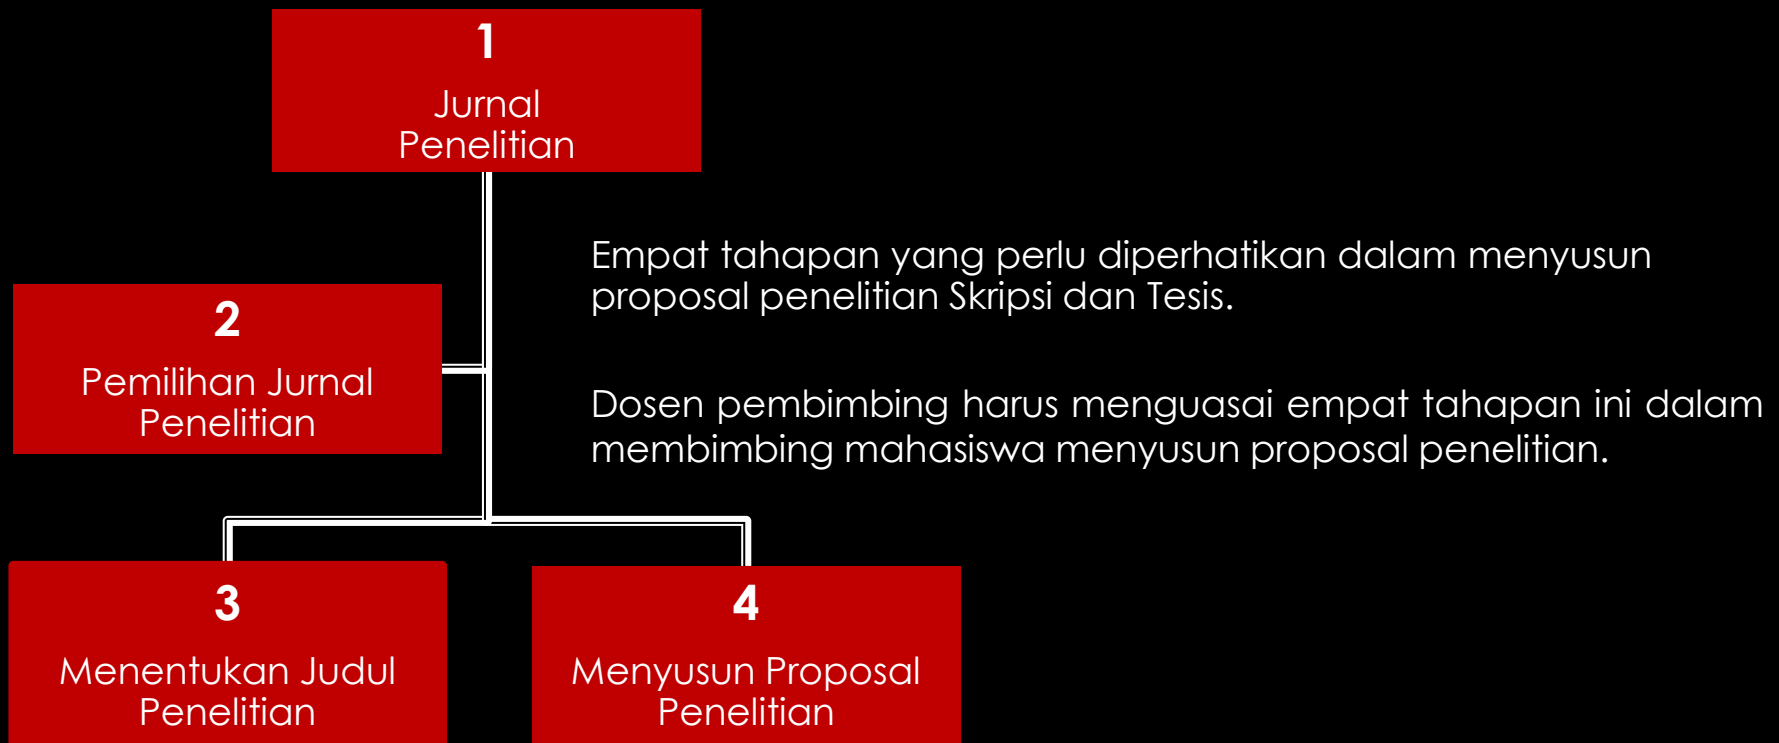 1
Jurnal
Penelitian
Empat tahapan yang perlu diperhatikan dalam menyusun
proposal penelitian Skripsi dan Tesis.
2
Pemilihan Jurnal
Penelitian
Dosen pembimbing harus menguasai empat tahapan ini dalam
membimbing mahasiswa menyusun proposal penelitian.
3
Menentukan Judul
Penelitian
4
Menyusun Proposal
Penelitian